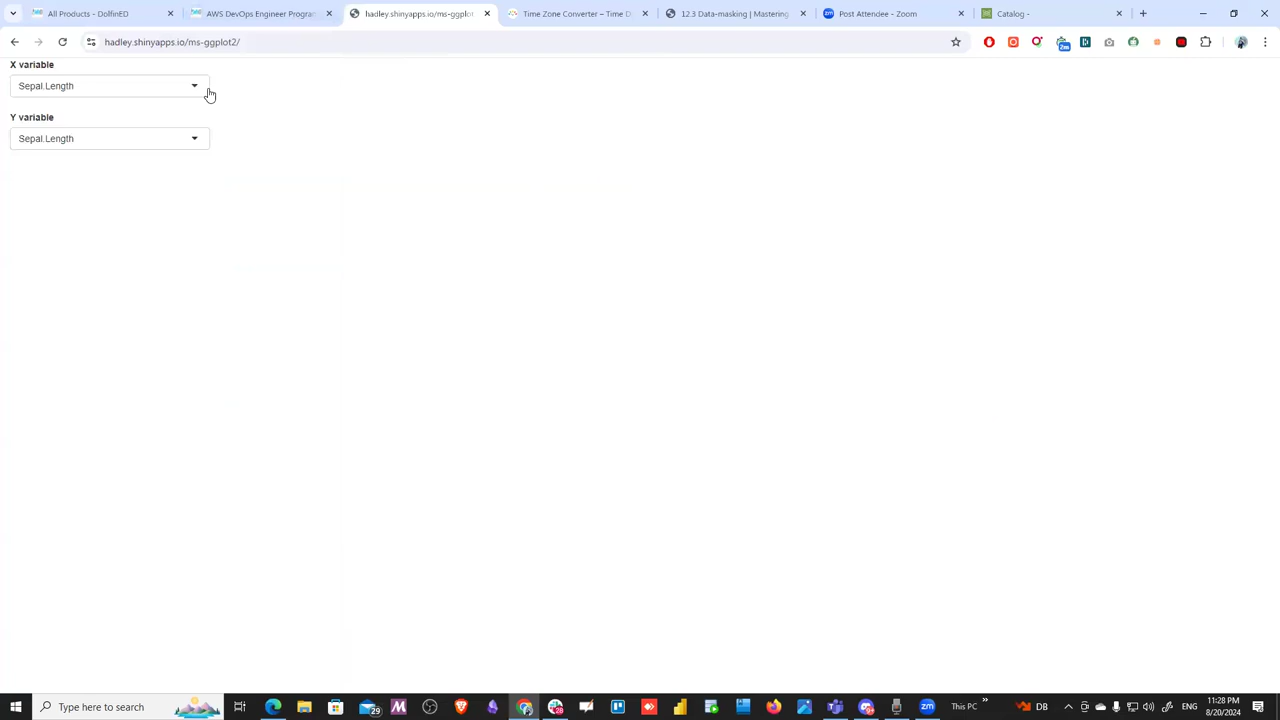 All Products - DolfinED
AWS DevOps Engineer Program
hadley.shinyapps.io/ms-ggplot
Time Zone Converter – Time D
12.3 Data-masking | Mastering
Post Attendee - Zoom
Catalog -
hadley.shinyapps.io/ms-ggplot2/
2m
X variable
Sepal.Length
Y variable
Sepal.Length
Type here to search
29
This PC
DB
ENG
11:28 PM
8/20/2024